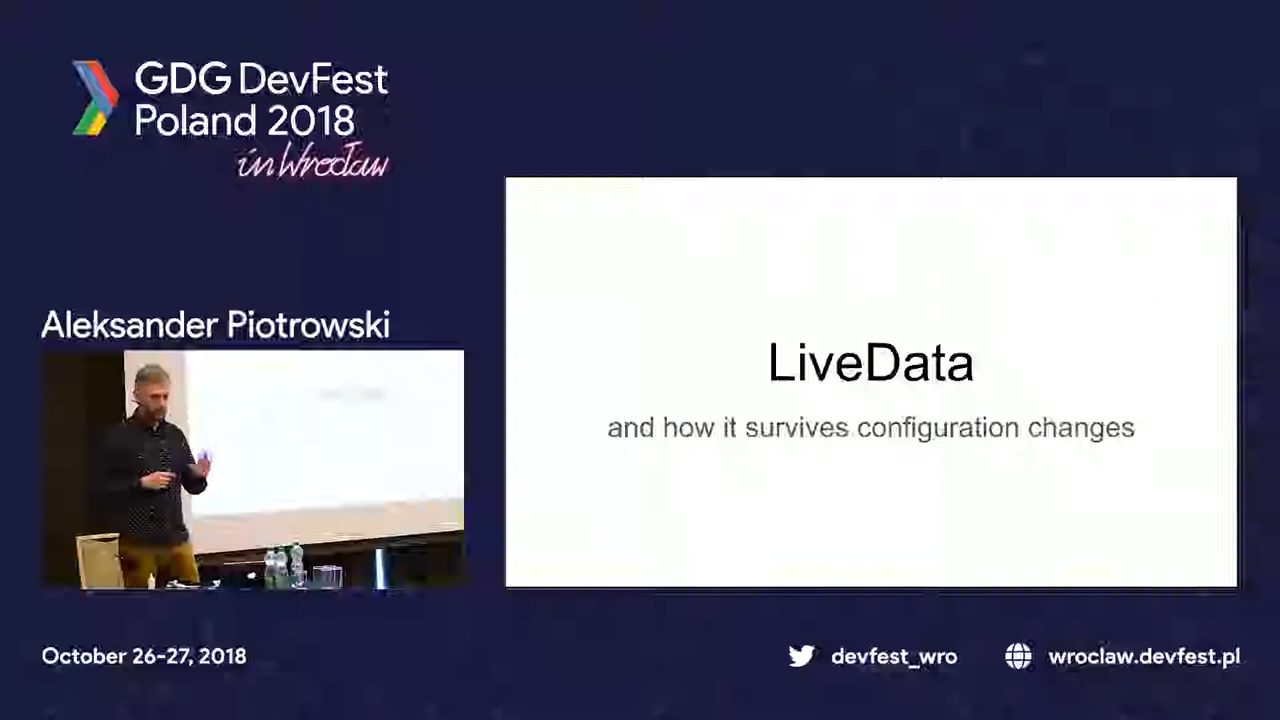 GDG DevFest
Poland 2018
in Wrocław
Aleksander Piotrowski
LiveData
and how it survives configuration changes
October 26-27, 2018
devfest_wro
wroclaw.devfest.pl